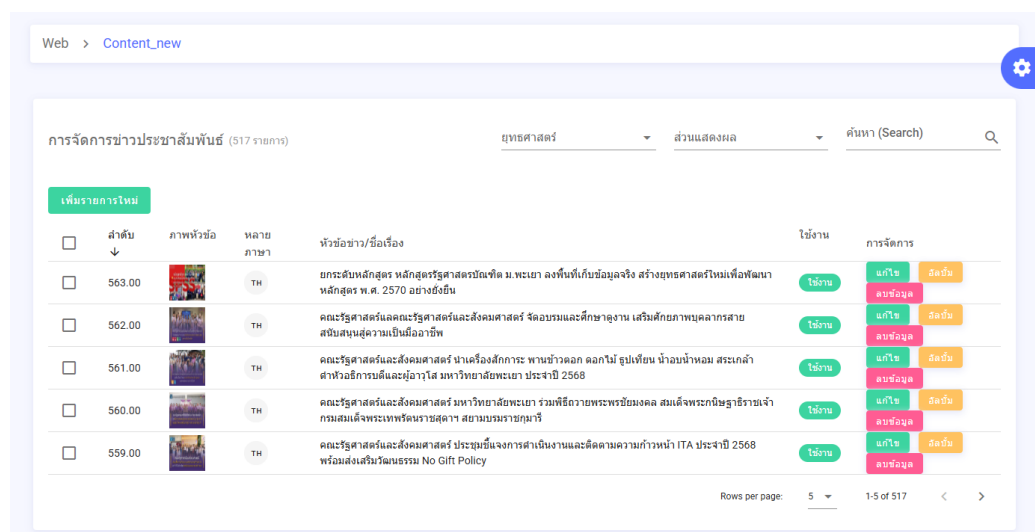 Web > Content_new
การจัดการข่าวประชาสัมพันธ์ (517 รายการ)
ยุทธศาสตร์
ส่วนแสดงผล
ค้นหา (Search)
เพิ่มรายการใหม่
ลำดับ ภาพหัวข้อ หลายภาษา หัวข้อข่าว/ชื่อเรื่อง ใช้งาน การจัดการ
563.00 TH ยกระดับหลักสูตร หลักสูตรรัฐศาสตรบัณฑิต ม.พะเยา ลงพื้นที่เก็บข้อมูลจริง สร้างยุทธศาสตร์ใหม่เพื่อพัฒนา
หลักสูตร พ.ศ. 2570 อย่างยั่งยืน
ใช้งาน แก้ไข อัลบั้ม
ลบข้อมูล
562.00 TH คณะรัฐศาสตร์แลคณะรัฐศาสตร์และสังคมศาสตร์ จัดอบรมและศึกษาดูงาน เสริมศักยภาพบุคลากรสาย
สนับสนุนสู่ความเป็นมืออาชีพ
ใช้งาน แก้ไข อัลบั้ม
ลบข้อมูล
561.00 TH คณะรัฐศาสตร์และสังคมศาสตร์ นำเครื่องสักการะ พานข้าวตอก ดอกไม้ ธูปเทียน น้ำอบน้ำหอม สระเกล้า
ดำหัวอธิการบดีและผู้อาวุโส มหาวิทยาลัยพะเยา ประจำปี 2568
ใช้งาน แก้ไข อัลบั้ม
ลบข้อมูล
560.00 TH คณะรัฐศาสตร์และสังคมศาสตร์ มหาวิทยาลัยพะเยา ร่วมพิธีถวายพระพรชัยมงคล สมเด็จพระกนิษฐาธิราชเจ้า
กรมสมเด็จพระเทพรัตนราชสุดาฯ สยามบรมราชกุมารี
ใช้งาน แก้ไข อัลบั้ม
ลบข้อมูล
559.00 TH คณะรัฐศาสตร์และสังคมศาสตร์ ประชุมชี้แจงการดำเนินงานและติดตามความก้าวหน้า ITA ประจำปี 2568
พร้อมส่งเสริมวัฒนธรรม No Gift Policy
ใช้งาน แก้ไข อัลบั้ม
ลบข้อมูล
Rows per page: 5 1-5 of 517